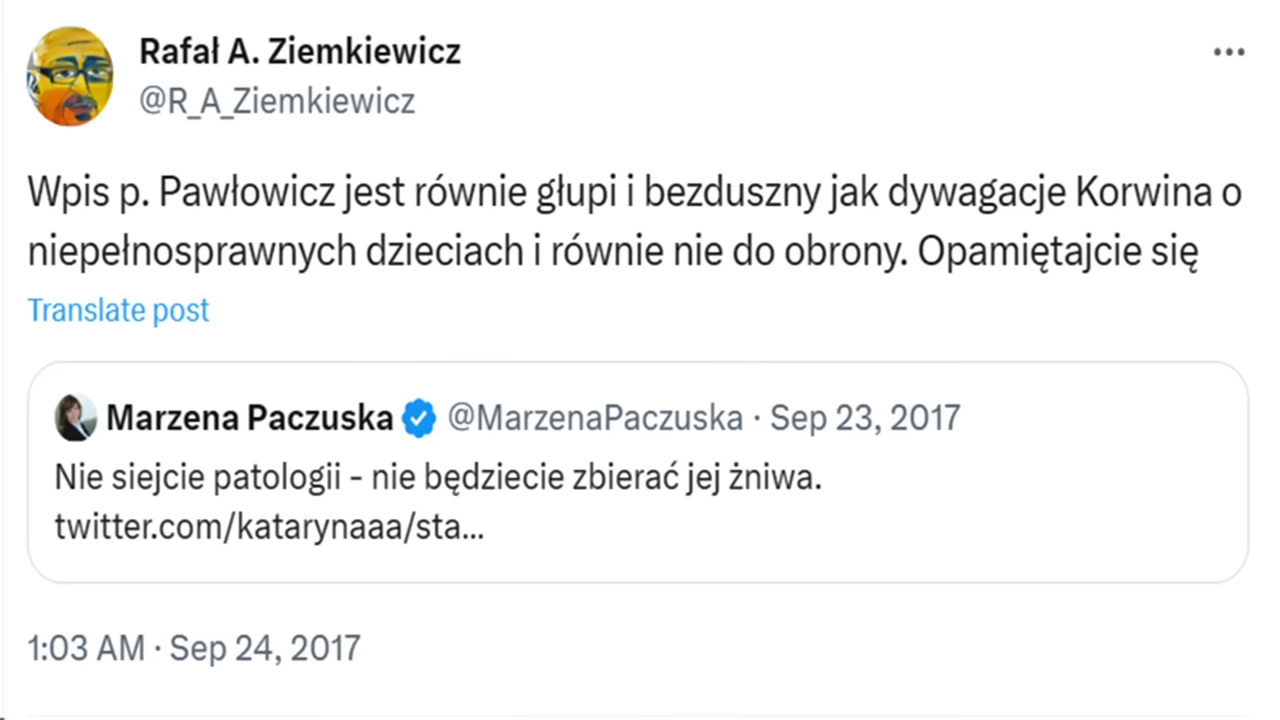 Rafał A. Ziemkiewicz
@R_A_Ziemkiewicz
Wpis p. Pawłowicz jest równie głupi i bezduszny jak dywagacje Korwina o
niepełnosprawnych dzieciach i równie nie do obrony. Opamiętajcie się
Translate post
Marzena Paczuska @MarzenaPaczuska · Sep 23, 2017
Nie siejcie patologii - nie będziecie zbierać jej żniwa.
twitter.com/katarynaaa/sta...
1:03 AM · Sep 24, 2017